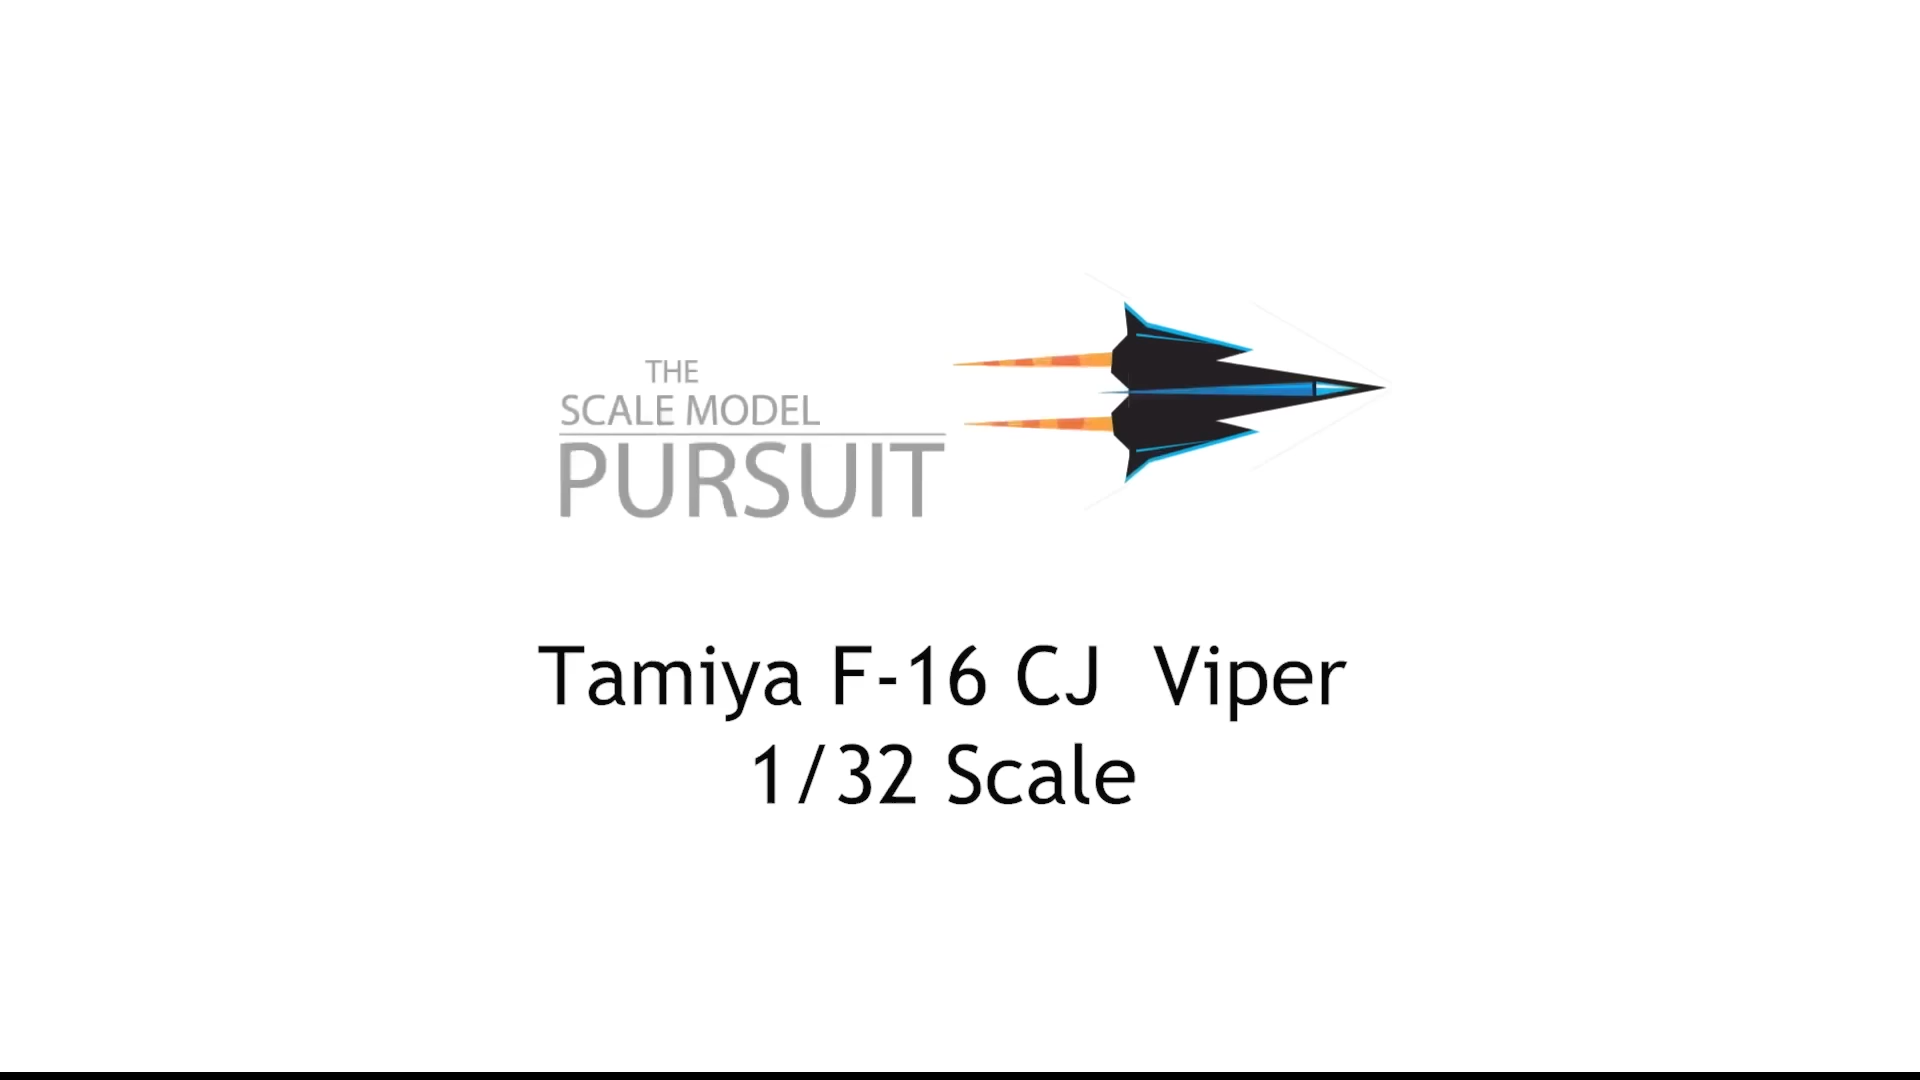 THE
SCALE MODEL
PURSUIT
Tamiya F-16 CJ  Viper
1/32 Scale